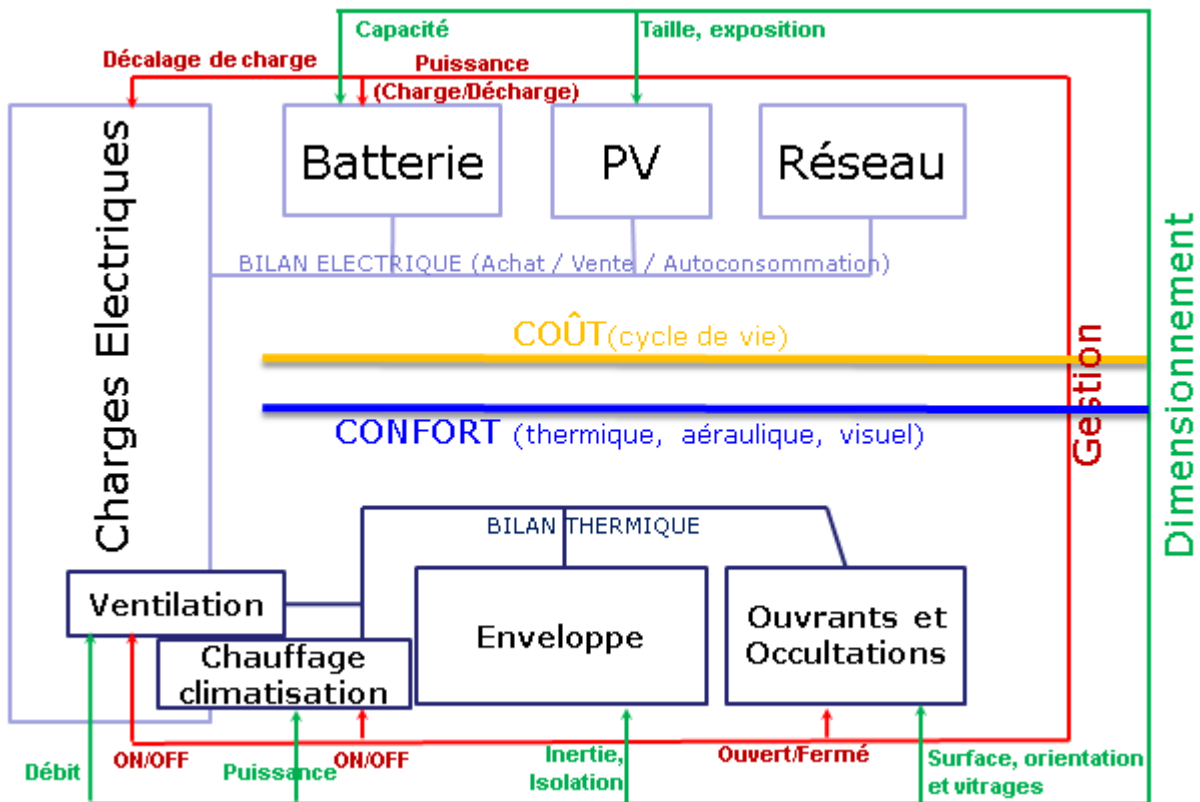 Capacité
Taille, exposition
Décalage de charge
Puissance
(Charge/Décharge)
Batterie
PV
Réseau
Charges Electriques
BILAN ELECTRIQUE (Achat / Vente / Autoconsommation)
COÛT(cycle de vie)
CONFORT (thermique, aéraulique, visuel)
Gestion
Dimensionnement
BILAN THERMIQUE
Ventilation
Chauffage
climatisation
Enveloppe
Ouvrants et
Occultations
Débit
ON/OFF
Puissance
ON/OFF
Inertie,
Isolation
Ouvert/Fermé
Surface, orientation
et vitrages